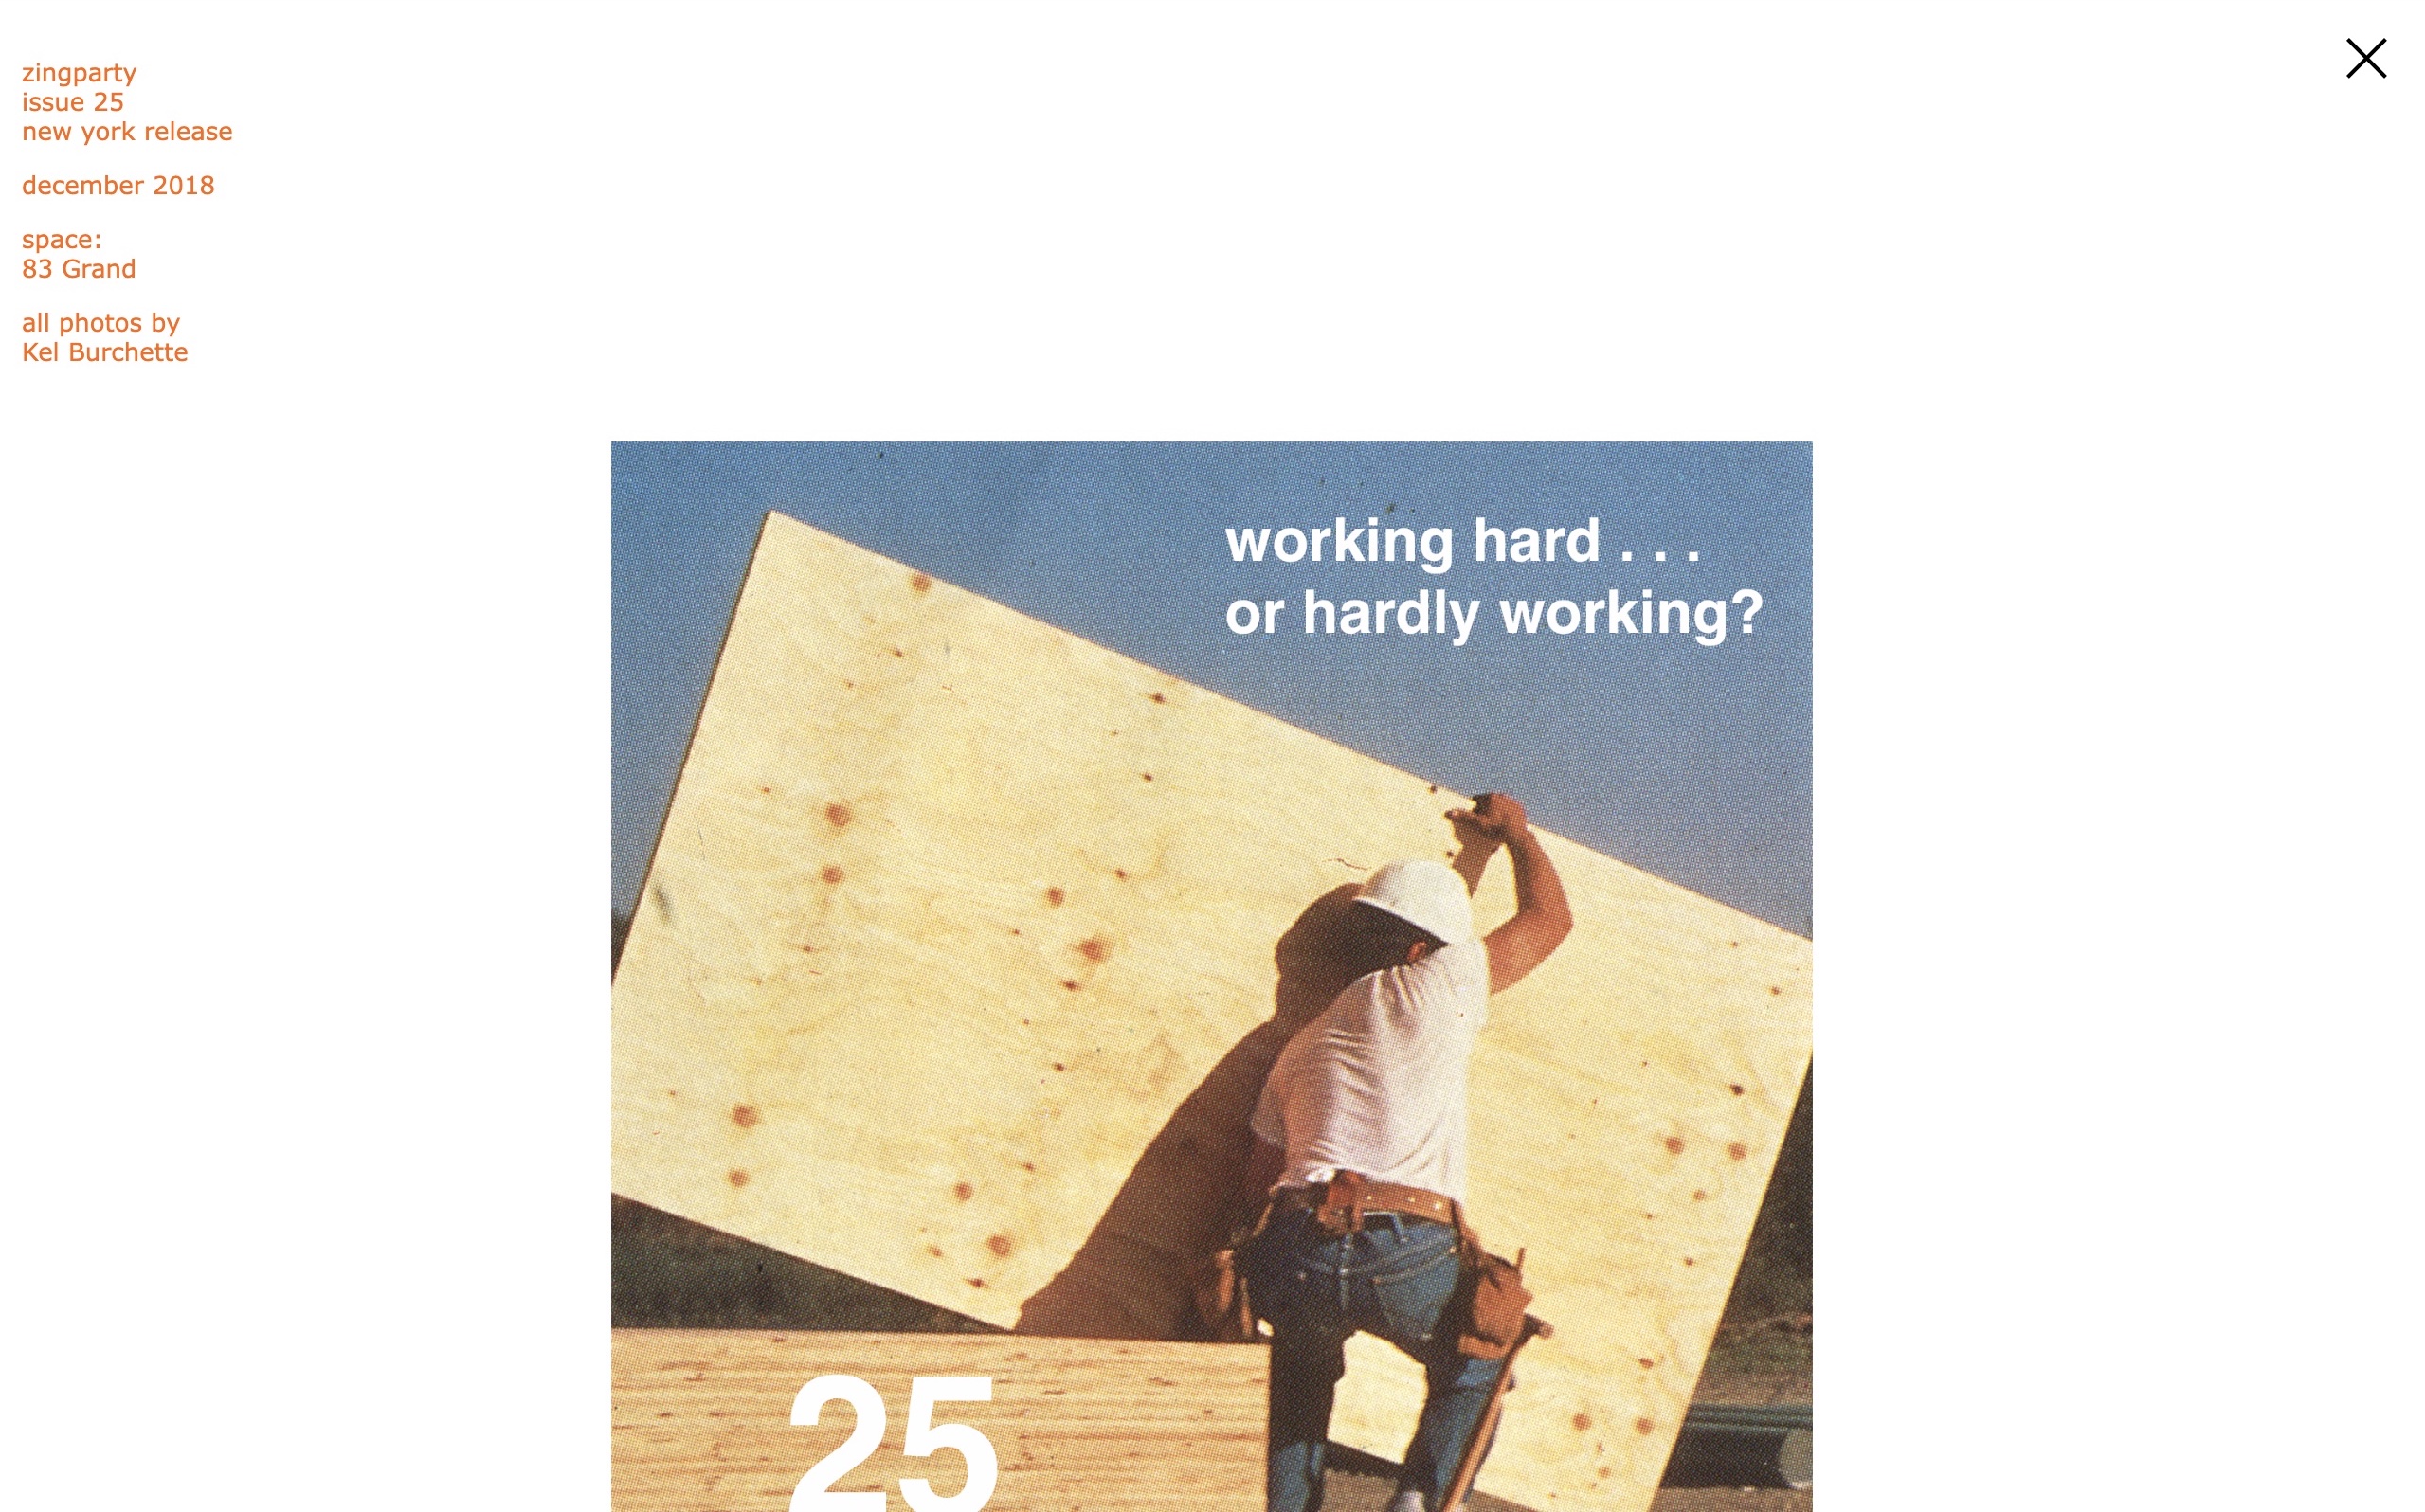 zingparty
issue 25
new york release
december 2018
space:
83 Grand
all photos by
Kel Burchette
working hard . . .
or hardly working?
25